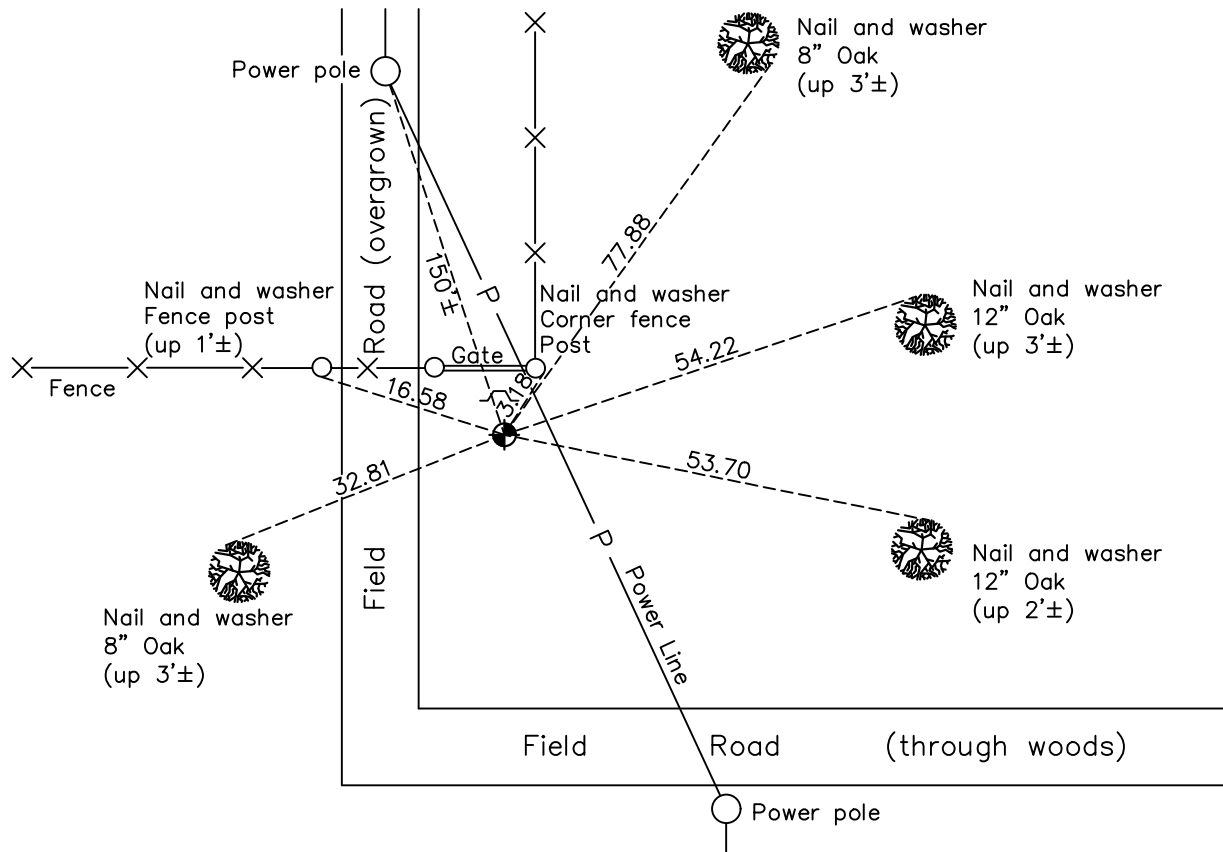 Nail and washer
8” Oak
(up 3’±)
Power pole
Road (overgrown)
77.88
150’±
P
Nail and washer
Fence post
(up 1’±)
Nail and washer
Corner fence
Post
Nail and washer
12” Oak
(up 3’±)
54.22
Gate
Fence
16.58
3.18
32.81
53.70
P
Field
Power Line
Nail and washer
12” Oak
(up 2’±)
Nail and washer
8” Oak
(up 3’±)
Field Road (through woods)
Power pole